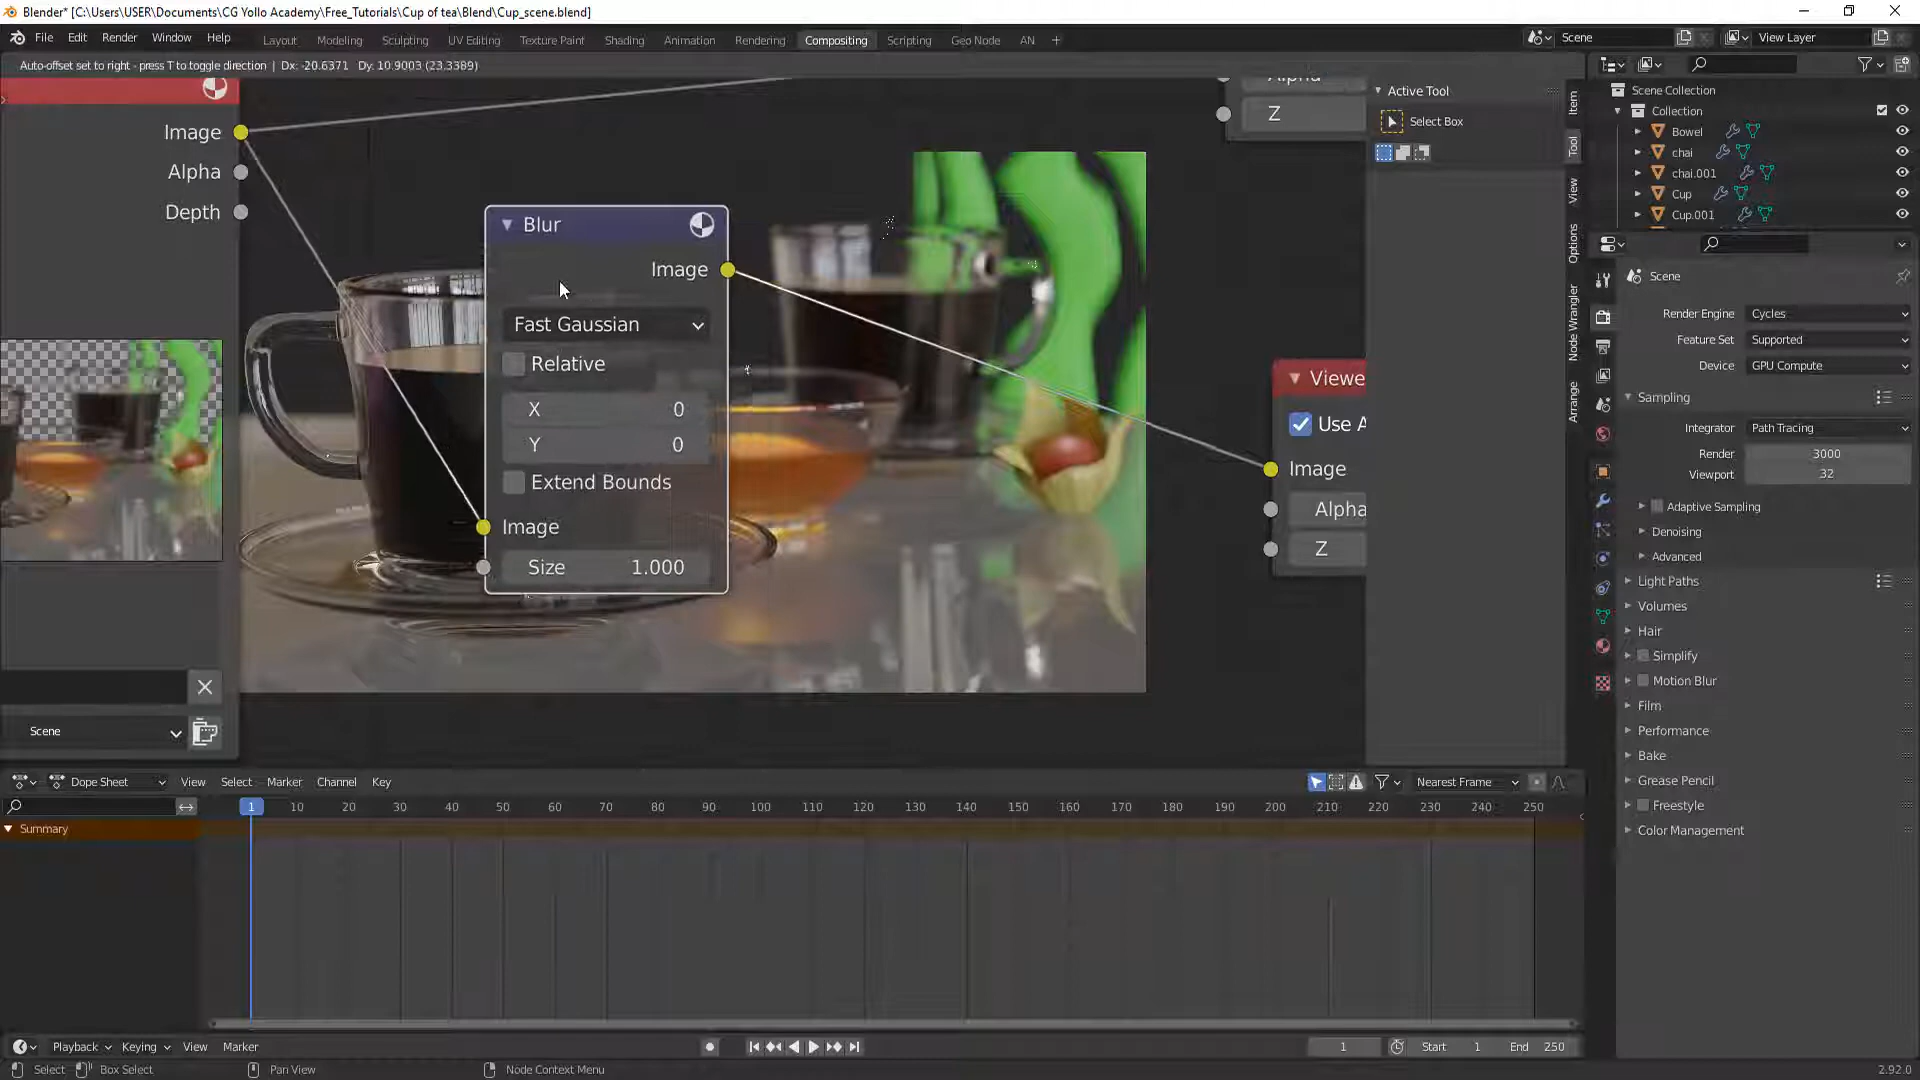 Blender* [C:\Users\USER\Documents\CG Yollo Academy\Free_Tutorials\Cup of tea\Blend\Cup_scene.blend]
File Edit Render Window Help Layout Modeling Sculpting UV Editing Texture Paint Shading Animation Rendering Compositing Scripting Geo Node AN + Scene View Layer
Auto-offset set to right - press T to toggle direction | Dx: -20.6371 Dy: 10.9003 (23.3389)
Image
Alpha
Depth
Scene
Blur
Image
Fast Gaussian
Relative
X 0
Y 0
Extend Bounds
Image
Size 1.000
Alpha
Z
Viewe
Use A
Image
Alpha
Z
Active Tool
Select Box
Item
Tool
View
Options
Node Wrangler
Arrange
Scene Collection
Collection
Bowel
chai
chai.001
Cup
Cup.001
Scene
Render Engine Cycles
Feature Set Supported
Device GPU Compute
Sampling
Integrator Path Tracing
Render 3000
Viewport 32
Adaptive Sampling
Denoising
Advanced
Light Paths
Volumes
Hair
Simplify
Motion Blur
Film
Performance
Bake
Grease Pencil
Freestyle
Color Management
Dope Sheet View Select Marker Channel Key Nearest Frame
1 10 20 30 40 50 60 70 80 90 100 110 120 130 140 150 160 170 180 190 200 210 220 230 240 250
Summary
Playback Keying View Marker 1 Start 1 End 250
Select Box Select Pan View Node Context Menu 2.92.0